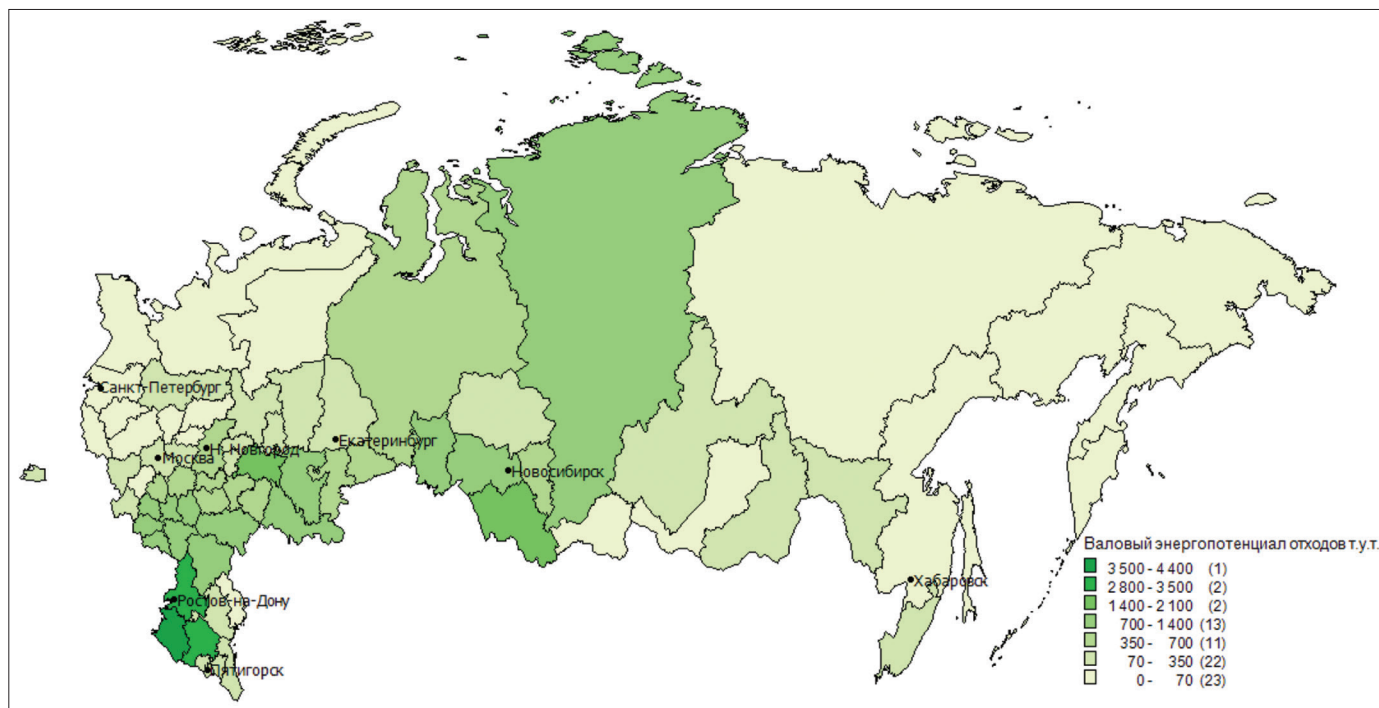 Санкт-Петербург
Н. Новгород
Москва
Екатеринбург
Новосибирск
Ростов-на-Дону
Пятигорск
Хабаровск
Валовый энергопотенциал отходов т.у.т.
3 500 - 4 400 (1)
2 800 - 3 500 (2)
1 400 - 2 100 (2)
700 - 1 400 (13)
350 - 700 (11)
70 - 350 (22)
0 - 70 (23)